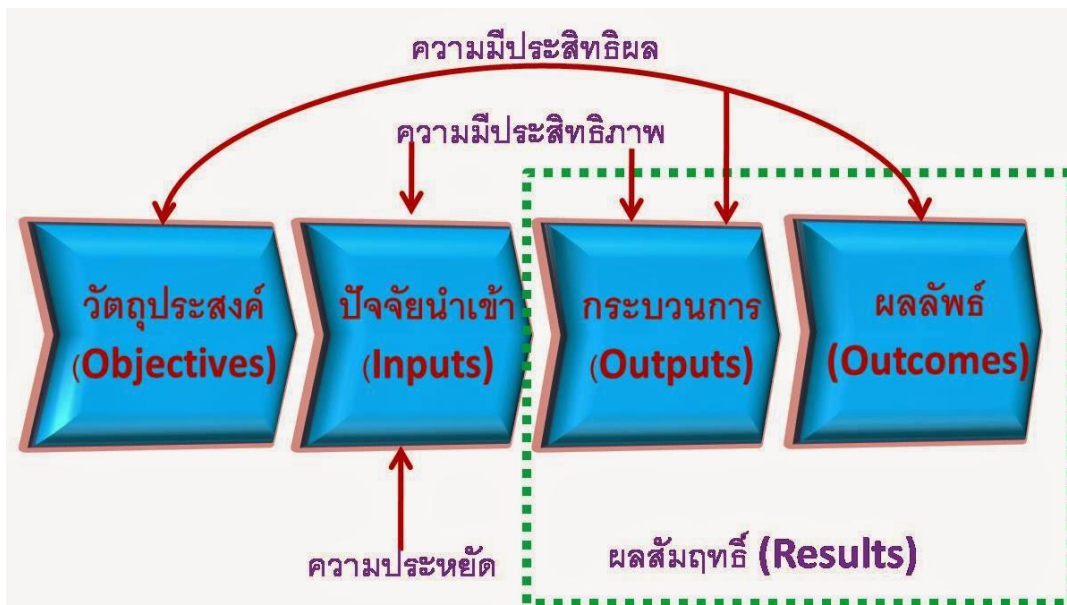 ความมีประสิทธิผล
ความมีประสิทธิภาพ
วัตถุประสงค์
(Objectives)
ปัจจัยนำเข้า
(Inputs)
กระบวนการ
(Outputs)
ผลลัพธ์
(Outcomes)
ความประหยัด
ผลสัมฤทธิ์ (Results)